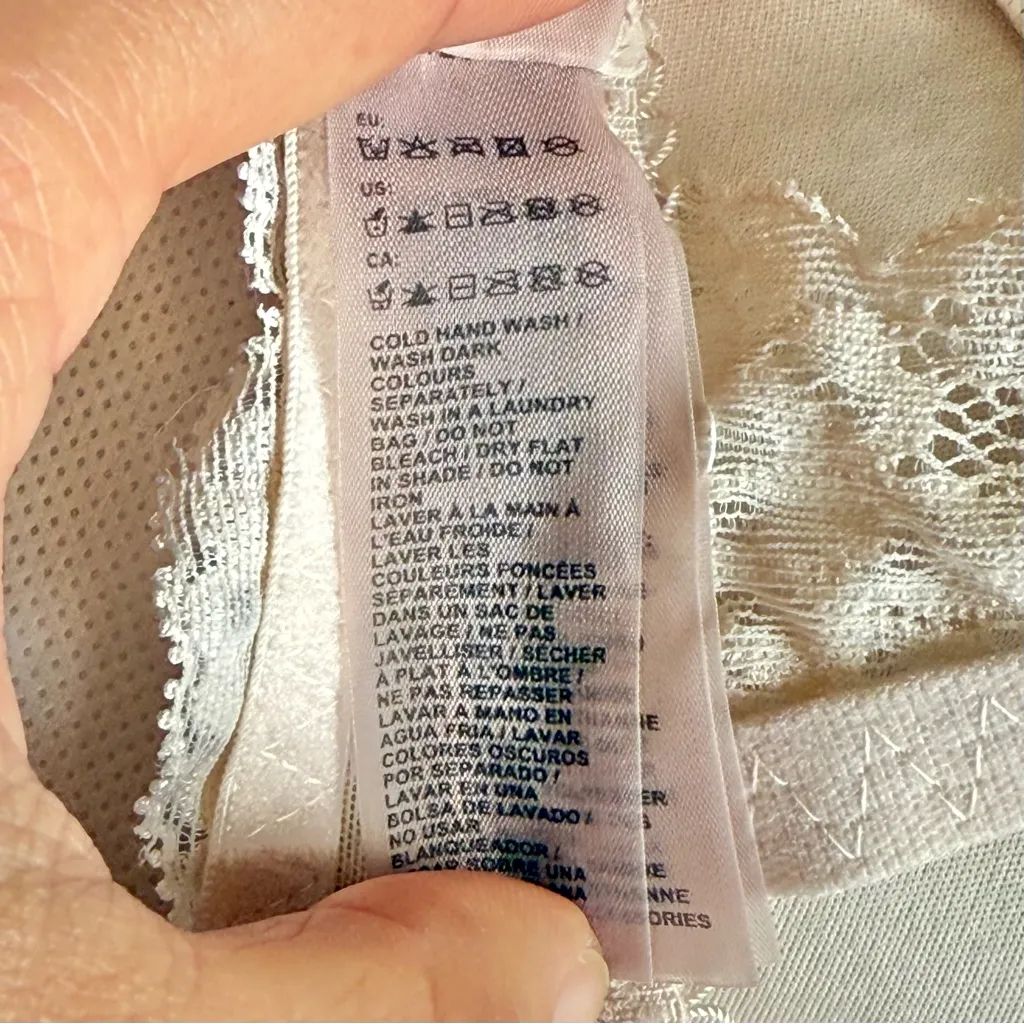 EU:
US:
CA:
COLD HAND WASH /
WASH DARK
COLOURS
SEPARATELY /
WASH IN A LAUNDRY
BAG / DO NOT
BLEACH / DRY FLAT
IN SHADE / DO NOT
IRON
LAVER À LA MAIN À
L'EAU FROIDE /
LAVER LES
COULEURS FONCÉES
SÉPARÉMENT / LAVER
DANS UN SAC DE
LAVAGE / NE PAS
JAVELLISER / SÉCHER
À PLAT À L'OMBRE /
NE PAS REPASSER
LAVAR A MANO EN
AGUA FRÍA / LAVAR
COLORES OSCUROS
POR SEPARADO /
LAVAR EN UNA
BOLSA DE LAVADO /
NO USAR
BLANQUEADOR /
SOBRE UNA